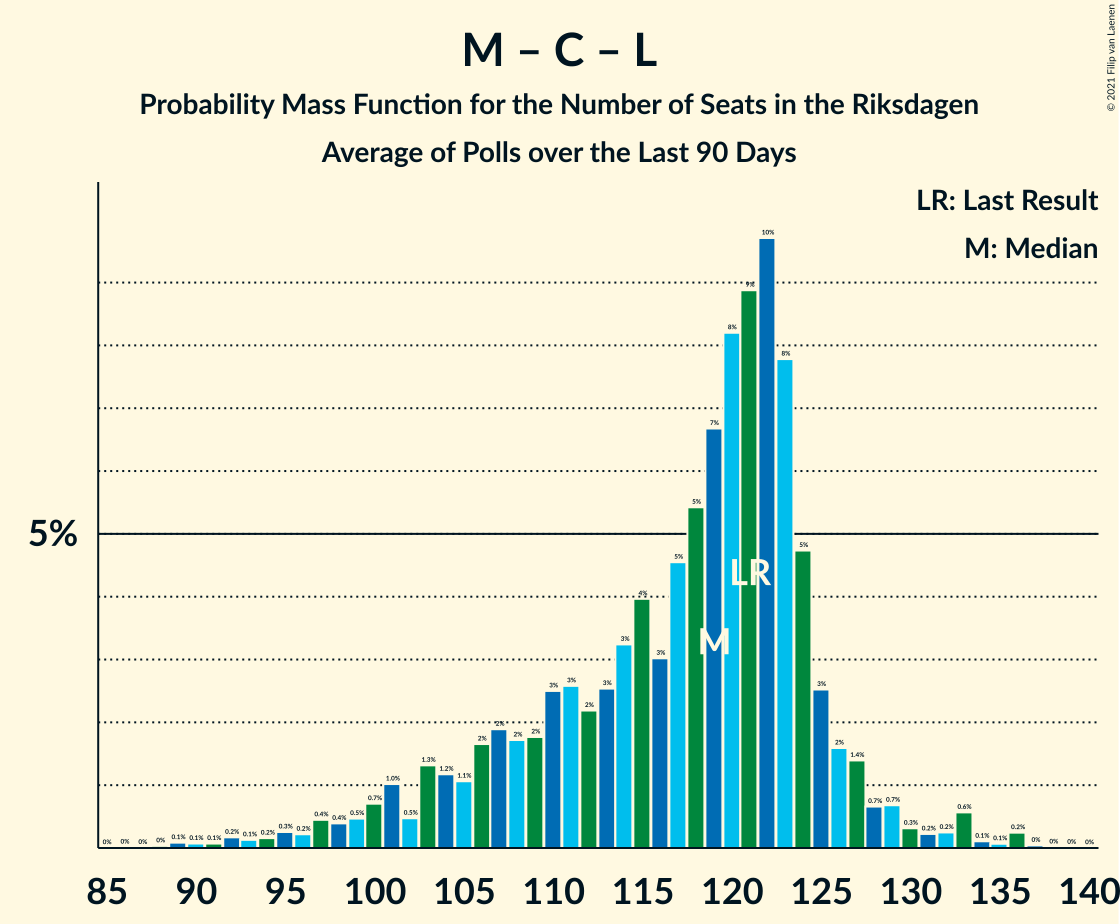 M – C – L
Probability Mass Function for the Number of Seats in the Riksdagen
Average of Polls over the Last 90 Days
© 2021 Filip van Laenen
LR: Last Result
M: Median
5%
0% 0% 0% 0% 0.1% 0.1% 0.1% 0.2% 0.1% 0.2% 0.3% 0.2% 0.4% 0.4% 0.5% 0.7% 1.0% 0.5% 1.3% 1.2% 1.1% 2% 2% 2% 2% 3% 3% 2% 3% 3% 4% 3% 5% 5% 7% 8% 9% 10% 8% 5% 3% 2% 1.4% 0.7% 0.7% 0.3% 0.2% 0.2% 0.6% 0.1% 0.1% 0.2% 0% 0% 0% 0%
LR
M
85 90 95 100 105 110 115 120 125 130 135 140